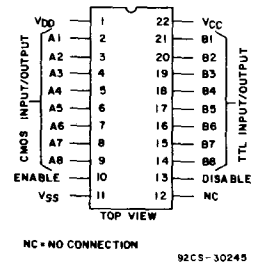 VDD 1 22 VCC
A1 2 21 B1
A2 3 20 B2
A3 4 19 B3
A4 5 18 B4
A5 6 17 B5
A6 7 16 B6
A7 8 15 B7
A8 9 14 B8
ENABLE 10 13 DISABLE
VSS 11 12 NC
CMOS INPUT/OUTPUT
TTL INPUT/OUTPUT
TOP VIEW
NC = NO CONNECTION
92CS-30245